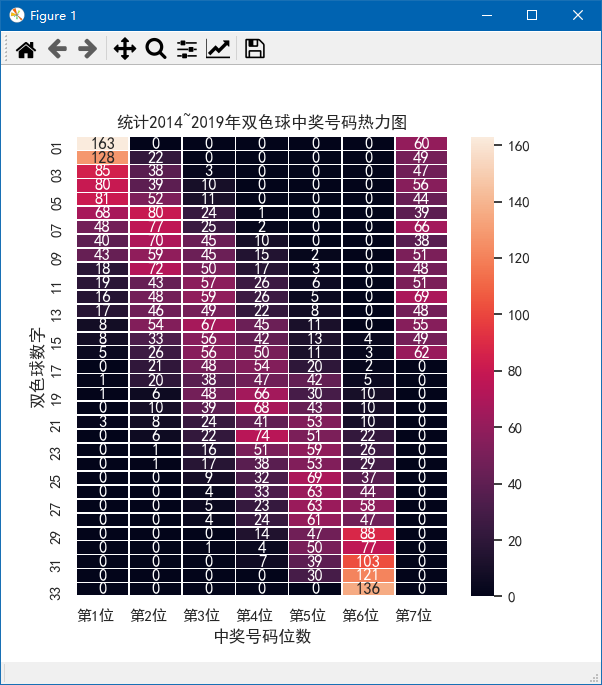 Figure 1
统计2014~2019年双色球中奖号码热力图
双色球数字
01 163 0 0 0 0 0 60
128 22 0 0 0 0 49
03 85 38 3 0 0 0 47
80 39 10 0 0 0 56
05 81 52 11 0 0 0 44
68 80 24 1 0 0 39
07 48 77 25 2 0 0 66
40 70 45 10 0 0 38
09 43 59 45 15 2 0 51
18 72 50 17 3 0 48
11 19 43 57 26 6 0 51
16 48 59 26 5 0 69
13 17 46 49 22 8 0 48
8 54 67 45 11 0 55
15 8 33 56 42 13 4 49
5 26 56 50 11 3 62
17 0 21 48 54 20 2 0
1 20 38 47 42 5 0
19 1 6 48 66 30 10 0
0 10 39 68 43 10 0
21 3 8 24 41 53 10 0
0 6 22 74 51 22 0
23 0 1 16 51 59 26 0
0 1 17 38 53 29 0
25 0 0 9 32 69 37 0
0 0 4 33 63 44 0
27 0 0 5 23 63 58 0
0 0 4 24 61 47 0
29 0 0 0 14 47 88 0
0 0 1 4 50 77 0
31 0 0 0 7 39 103 0
0 0 0 0 30 121 0
33 0 0 0 0 0 136 0
第1位 第2位 第3位 第4位 第5位 第6位 第7位
中奖号码位数
160
140
120
100
80
60
40
20
0